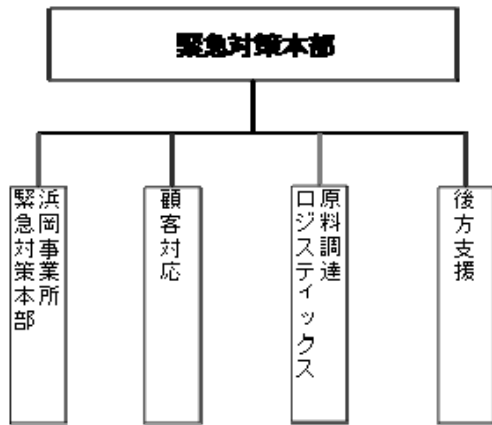 緊急対策本部
浜岡事業所
緊急対策本部
顧客対応
原料調達
ロジスティックス
後方支援